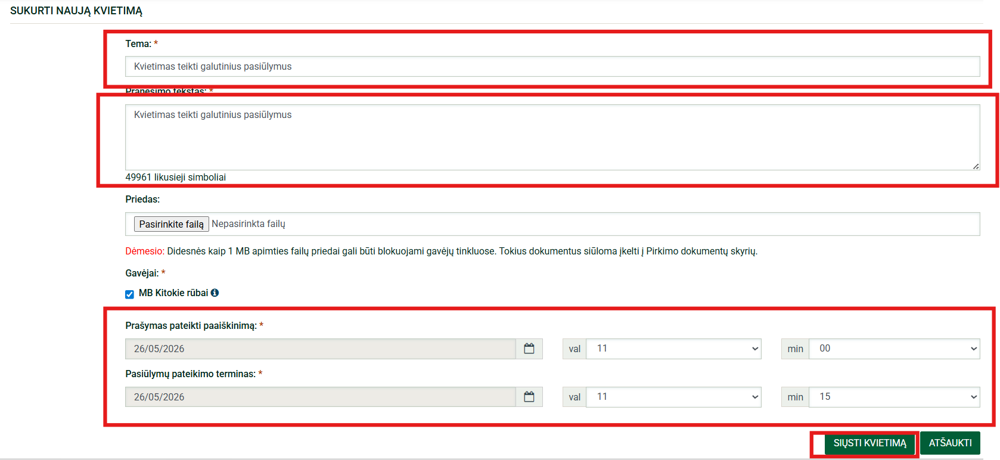 SUKURTI NAUJĄ KVIETIMĄ
Tema: *
Kvietimas teikti galutinius pasiūlymus
Pranešimo tekstas: *
Kvietimas teikti galutinius pasiūlymus
49961 likusieji simboliai
Priedas:
Pasirinkite failą Nepasirinkta failų
Dėmesio: Didesnės kaip 1 MB apimties failų priedai gali būti blokuojami gavėjų tinkluose. Tokius dokumentus siūloma įkelti į Pirkimo dokumentų skyrių.
Gavėjai: *
MB Kitokie rūbai
Prašymas pateikti paaiškinimą: *
26/05/2026 val 11 min 00
Pasiūlymų pateikimo terminas: *
26/05/2026 val 11 min 15
SIŲSTI KVIETIMĄ ATŠAUKTI